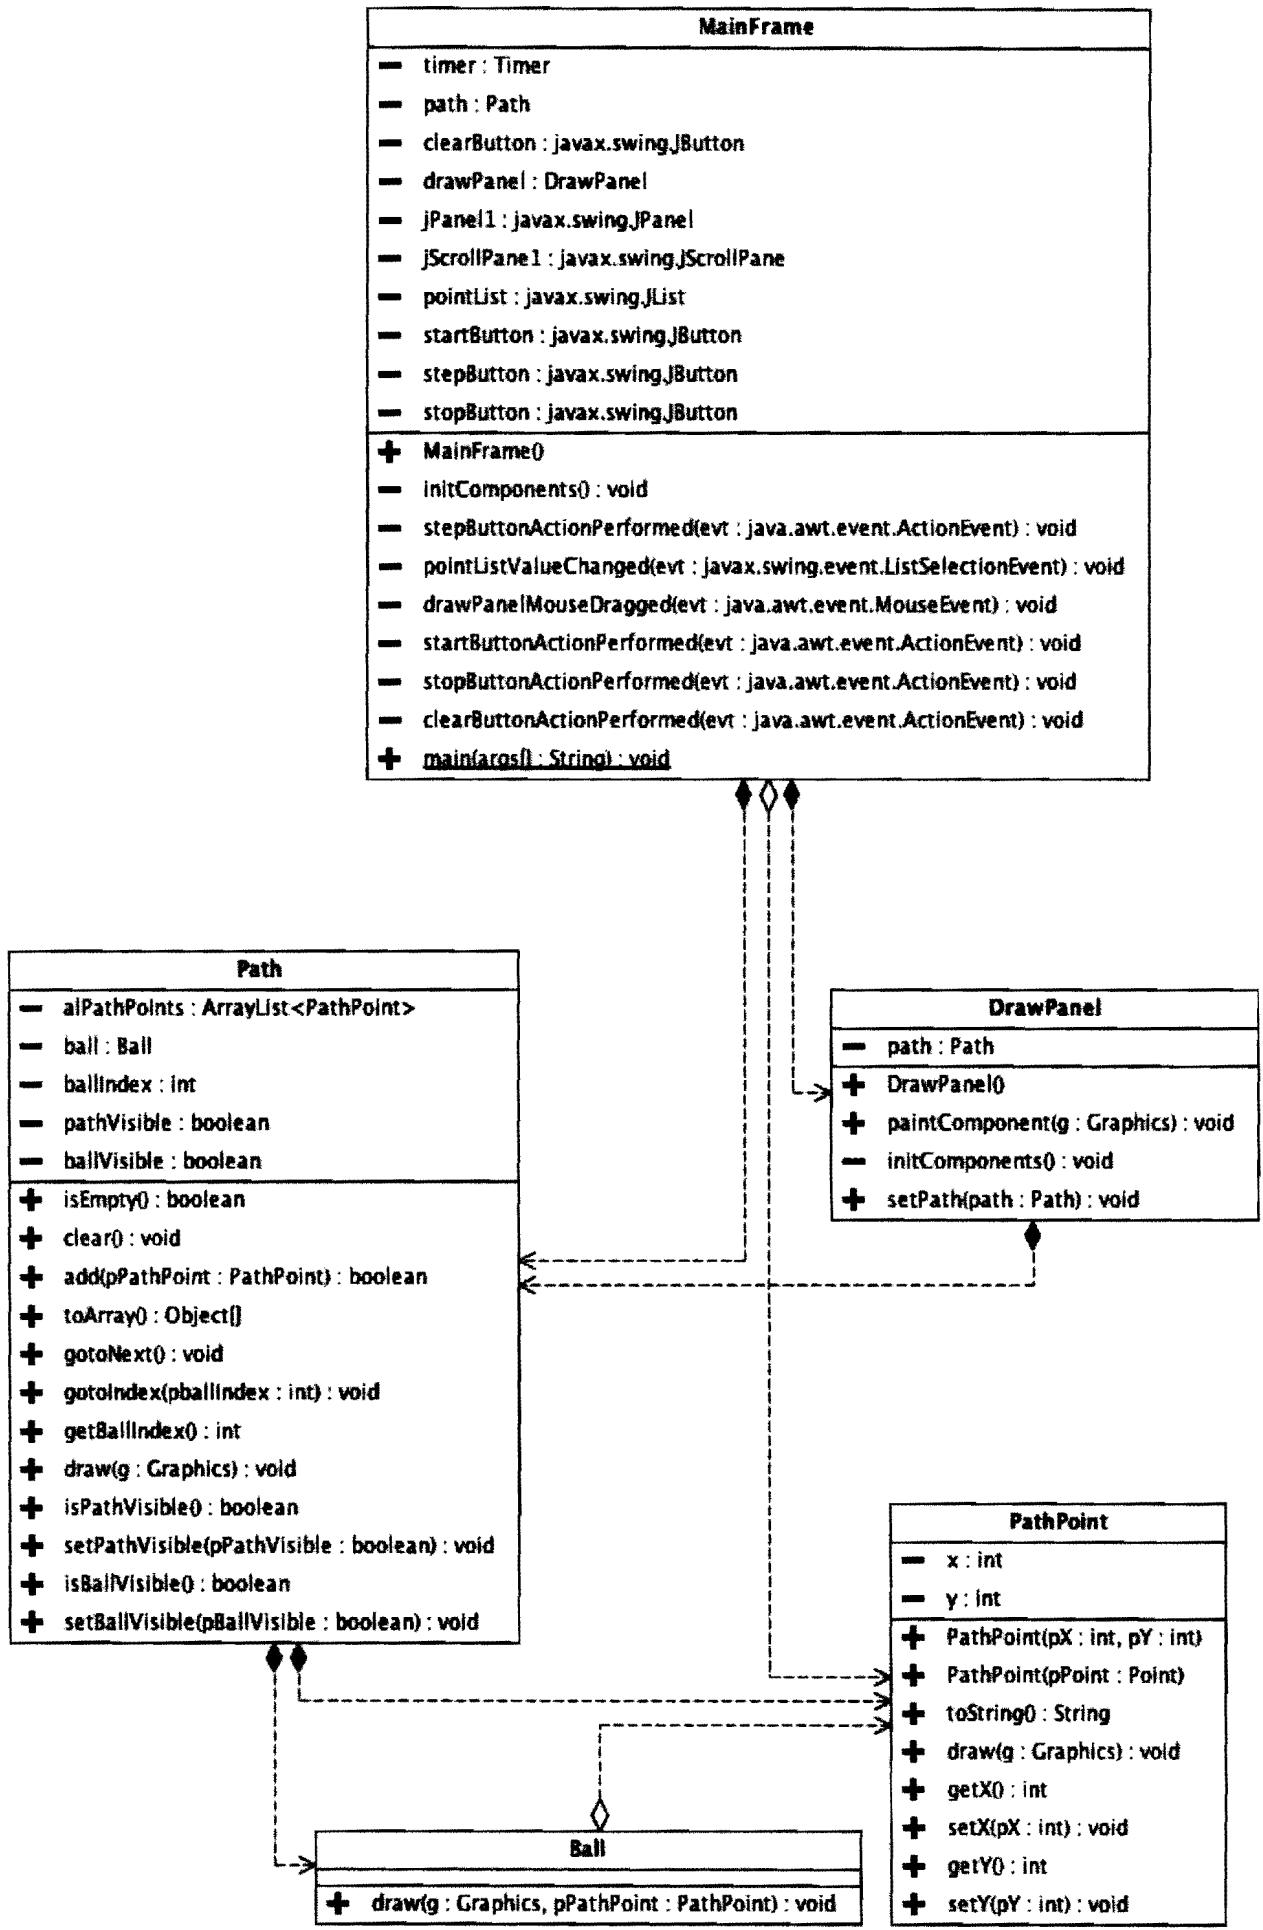 MainFrame
− timer : Timer
− path : Path
− clearButton : javax.swing.JButton
− drawPanel : DrawPanel
− jPanel1 : javax.swing.JPanel
− jScrollPane1 : javax.swing.JScrollPane
− pointList : javax.swing.JList
− startButton : javax.swing.JButton
− stepButton : javax.swing.JButton
− stopButton : javax.swing.JButton
+ MainFrame()
− initComponents() : void
− stepButtonActionPerformed(evt : java.awt.event.ActionEvent) : void
− pointListValueChanged(evt : javax.swing.event.ListSelectionEvent) : void
− drawPanelMouseDragged(evt : java.awt.event.MouseEvent) : void
− startButtonActionPerformed(evt : java.awt.event.ActionEvent) : void
− stopButtonActionPerformed(evt : java.awt.event.ActionEvent) : void
− clearButtonActionPerformed(evt : java.awt.event.ActionEvent) : void
+ main(args[] : String) : void
Path
− alPathPoints : ArrayList<PathPoint>
− ball : Ball
− ballIndex : int
− pathVisible : boolean
− ballVisible : boolean
+ isEmpty() : boolean
+ clear() : void
+ add(pPathPoint : PathPoint) : boolean
+ toArray() : Object[]
+ gotoNext() : void
+ gotoIndex(pballIndex : int) : void
+ getBallIndex() : int
+ draw(g : Graphics) : void
+ isPathVisible() : boolean
+ setPathVisible(pPathVisible : boolean) : void
+ isBallVisible() : boolean
+ setBallVisible(pBallVisible : boolean) : void
DrawPanel
− path : Path
+ DrawPanel()
+ paintComponent(g : Graphics) : void
− initComponents() : void
+ setPath(path : Path) : void
PathPoint
− x : int
− y : int
+ PathPoint(pX : int, pY : int)
+ PathPoint(pPoint : Point)
+ toString() : String
+ draw(g : Graphics) : void
+ getX() : int
+ setX(pX : int) : void
+ getY() : int
+ setY(pY : int) : void
Ball
+ draw(g : Graphics, pPathPoint : PathPoint) : void